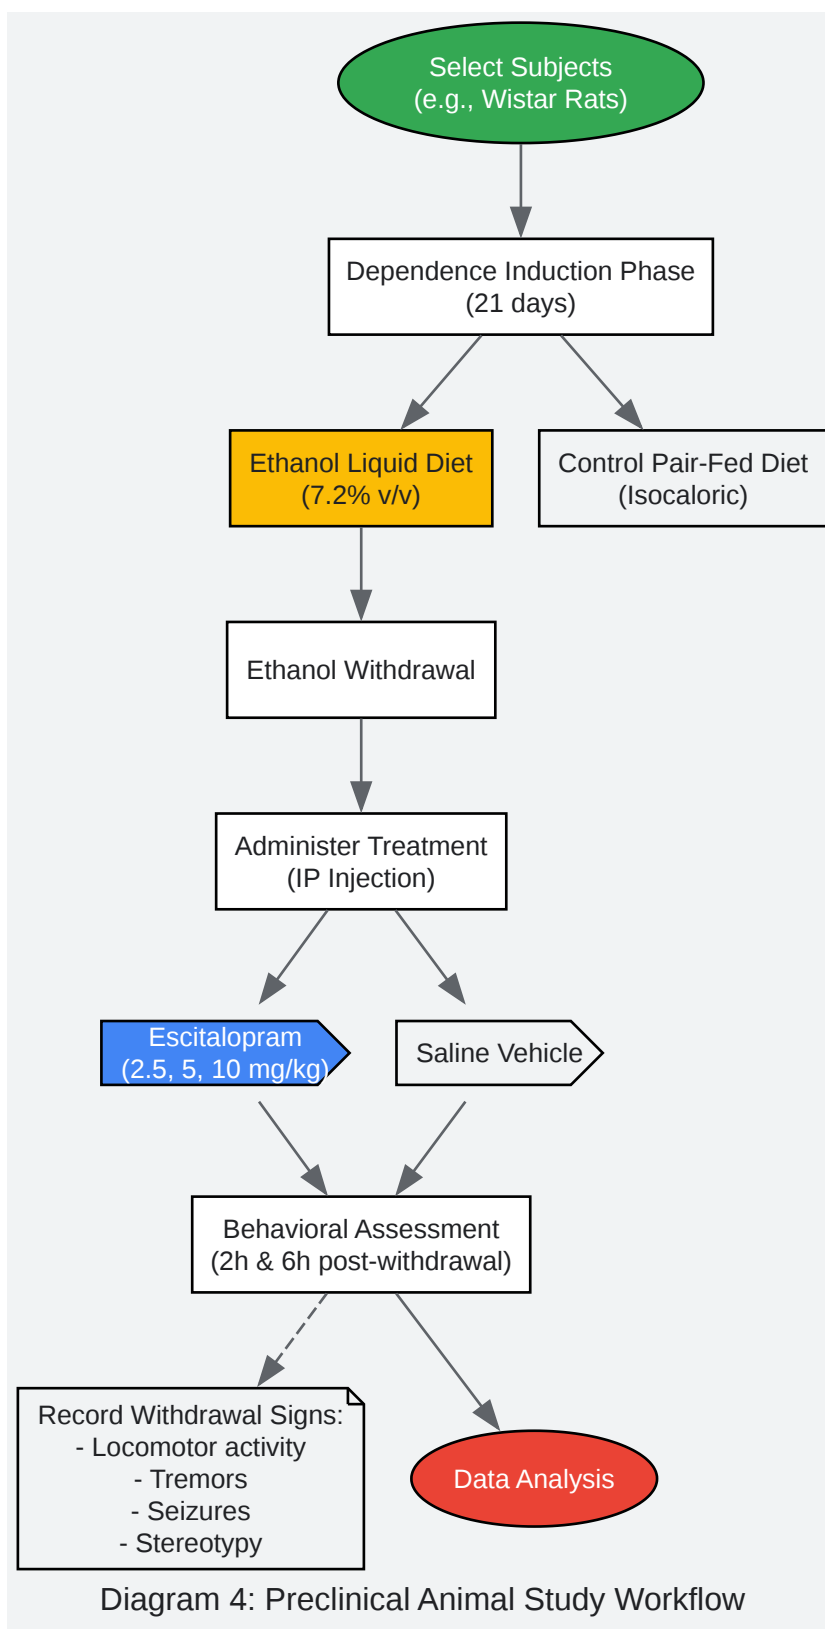 Select Subjects
(e.g., Wistar Rats)
Dependence Induction Phase
(21 days)
Ethanol Liquid Diet
(7.2% v/v)
Control Pair-Fed Diet
(Isocaloric)
Ethanol Withdrawal
Administer Treatment
(IP Injection)
Escitalopram
(2.5, 5, 10 mg/kg)
Saline Vehicle
Behavioral Assessment
(2h & 6h post-withdrawal)
Record Withdrawal Signs:
- Locomotor activity
- Tremors
- Seizures
- Stereotypy
Data Analysis
Diagram 4: Preclinical Animal Study Workflow